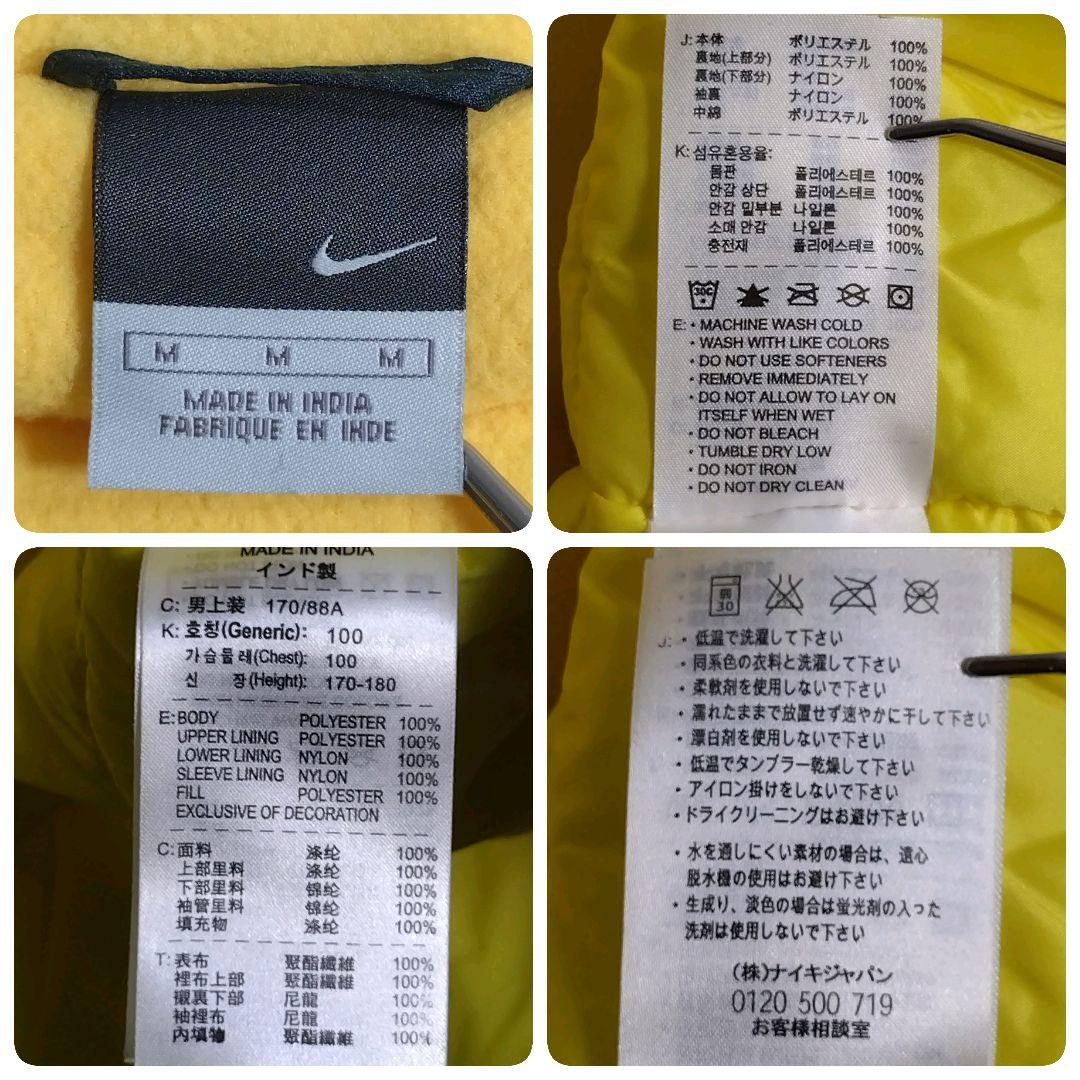 M M M
MADE IN INDIA
FABRIQUE EN INDE
J: 本体 ポリエステル 100%
裏地(上部分) ポリエステル 100%
裏地(下部分) ナイロン 100%
袖裏 ナイロン 100%
中綿 ポリエステル 100%
K: 섬유혼용율:
몸판 폴리에스테르 100%
안감 상단 폴리에스테르 100%
안감 밑부분 나일론 100%
소매 안감 나일론 100%
충전재 폴리에스테르 100%
30C
E: • MACHINE WASH COLD
• WASH WITH LIKE COLORS
• DO NOT USE SOFTENERS
• REMOVE IMMEDIATELY
• DO NOT ALLOW TO LAY ON
ITSELF WHEN WET
• DO NOT BLEACH
• TUMBLE DRY LOW
• DO NOT IRON
• DO NOT DRY CLEAN
MADE IN INDIA
インド製
C: 男上装 170/88A
K: 호칭(Generic): 100
가슴둘레(Chest): 100
신 장(Height): 170-180
E: BODY POLYESTER 100%
UPPER LINING POLYESTER 100%
LOWER LINING NYLON 100%
SLEEVE LINING NYLON 100%
FILL POLYESTER 100%
EXCLUSIVE OF DECORATION
C: 面料 涤纶 100%
上部里料 涤纶 100%
下部里料 锦纶 100%
袖管里料 锦纶 100%
填充物 涤纶 100%
T: 表布 聚酯纖維 100%
裡布上部 聚酯纖維 100%
襯裏下部 尼龍 100%
袖裡布 尼龍 100%
內填物 聚酯纖維 100%
弱 30
J: • 低温で洗濯して下さい
• 同系色の衣料と洗濯して下さい
• 柔軟剤を使用しないで下さい
• 濡れたままで放置せず速やかに干して下さい
• 漂白剤を使用しないで下さい
• 低温でタンブラー乾燥して下さい
• アイロン掛けをしないで下さい
• ドライクリーニングはお避け下さい
• 水を通しにくい素材の場合は、遠心
脱水機の使用はお避け下さい
• 生成り、淡色の場合は蛍光剤の入った
洗剤は使用しないで下さい
(株)ナイキジャパン
0120 500 719
お客様相談室